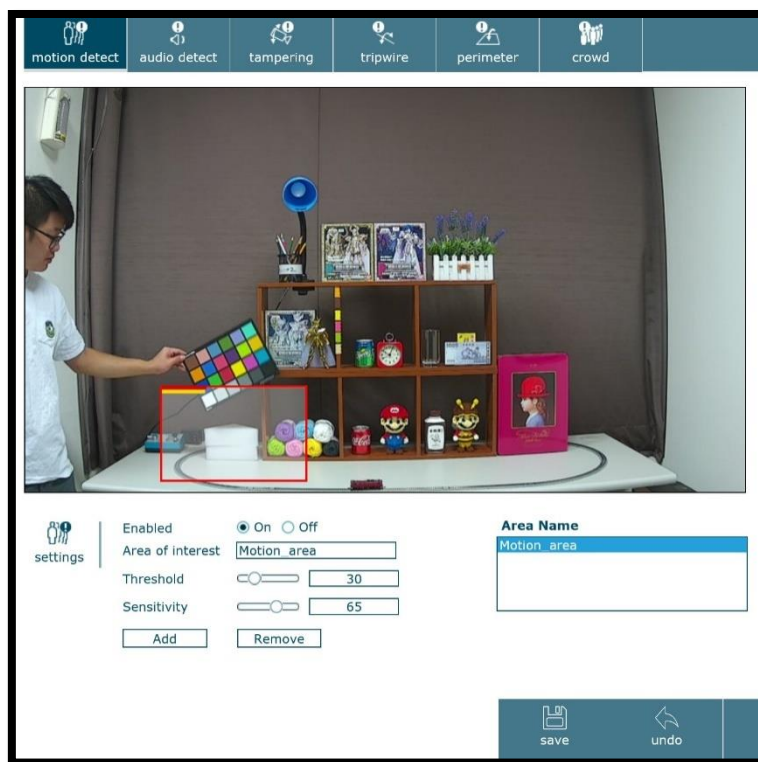 motion detect
audio detect
tampering
tripwire
perimeter
crowd
settings
Enabled
On
Off
Area of interest
Motion_area
Threshold
30
Sensitivity
65
Add
Remove
Area Name
Motion_area
save
undo